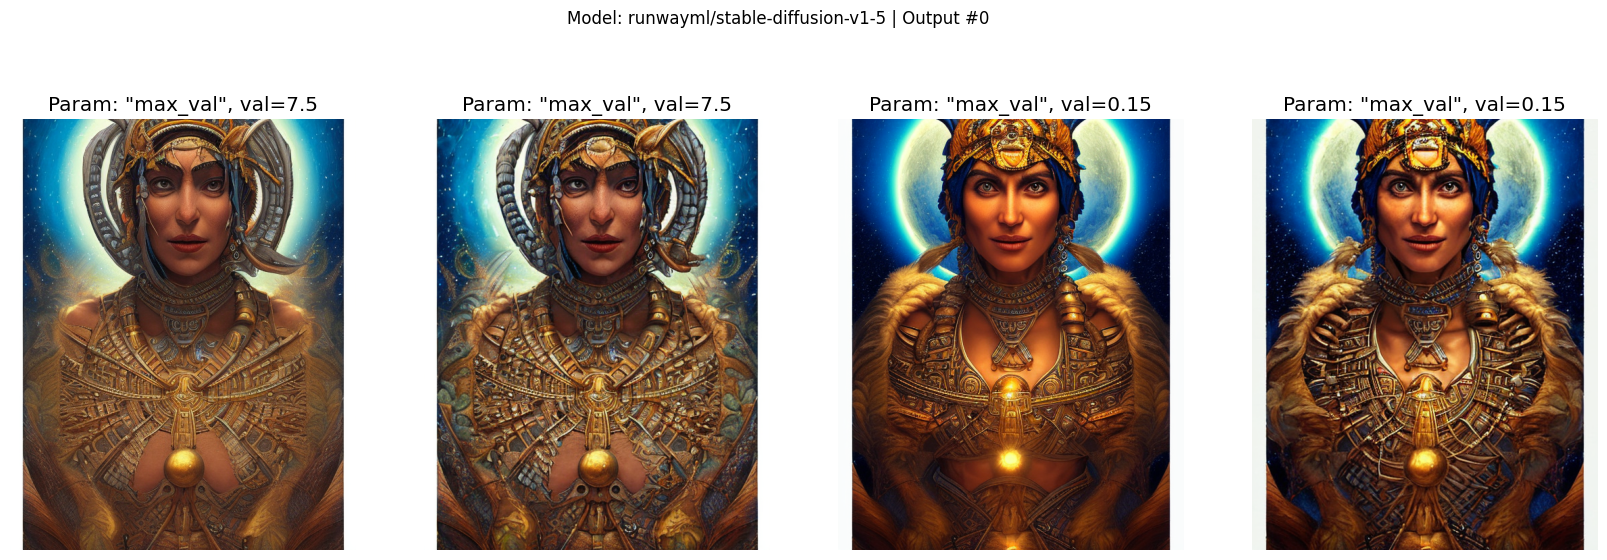 Model: runwayml/stable-diffusion-v1-5 | Output #0
Param: "max_val", val=7.5
Param: "max_val", val=7.5
Param: "max_val", val=0.15
Param: "max_val", val=0.15